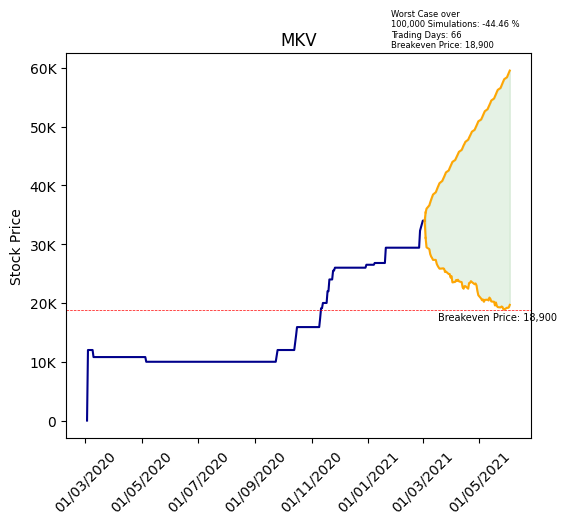 Worst Case over
100,000 Simulations: -44.46 %
Trading Days: 66
Breakeven Price: 18,900
MKV
60K
50K
40K
30K
20K
10K
0
Stock Price
Breakeven Price: 18,900
01/03/2020
01/05/2020
01/07/2020
01/09/2020
01/11/2020
01/01/2021
01/03/2021
01/05/2021